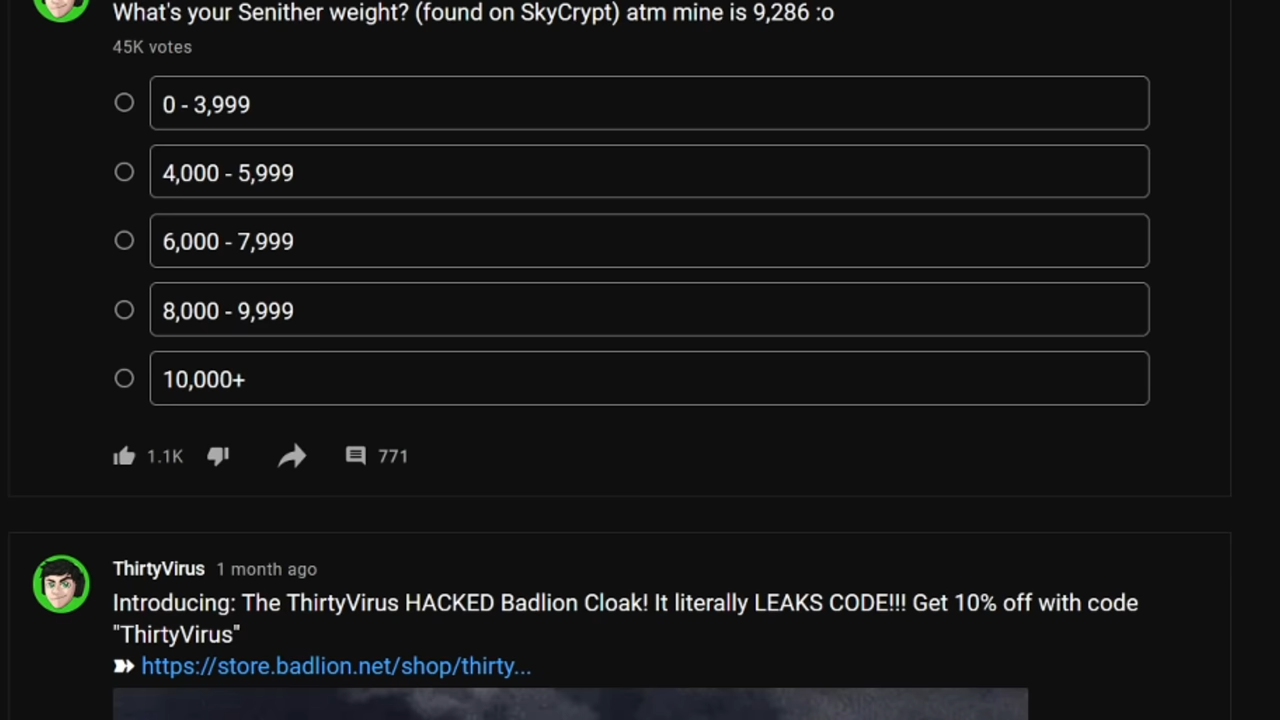 What's your Senither weight? (found on SkyCrypt) atm mine is 9,286 :o
45K votes
0 - 3,999
4,000 - 5,999
6,000 - 7,999
8,000 - 9,999
10,000+
1.1K 771
ThirtyVirus 1 month ago
Introducing: The ThirtyVirus HACKED Badlion Cloak! It literally LEAKS CODE!!! Get 10% off with code
"ThirtyVirus"
https://store.badlion.net/shop/thirty...